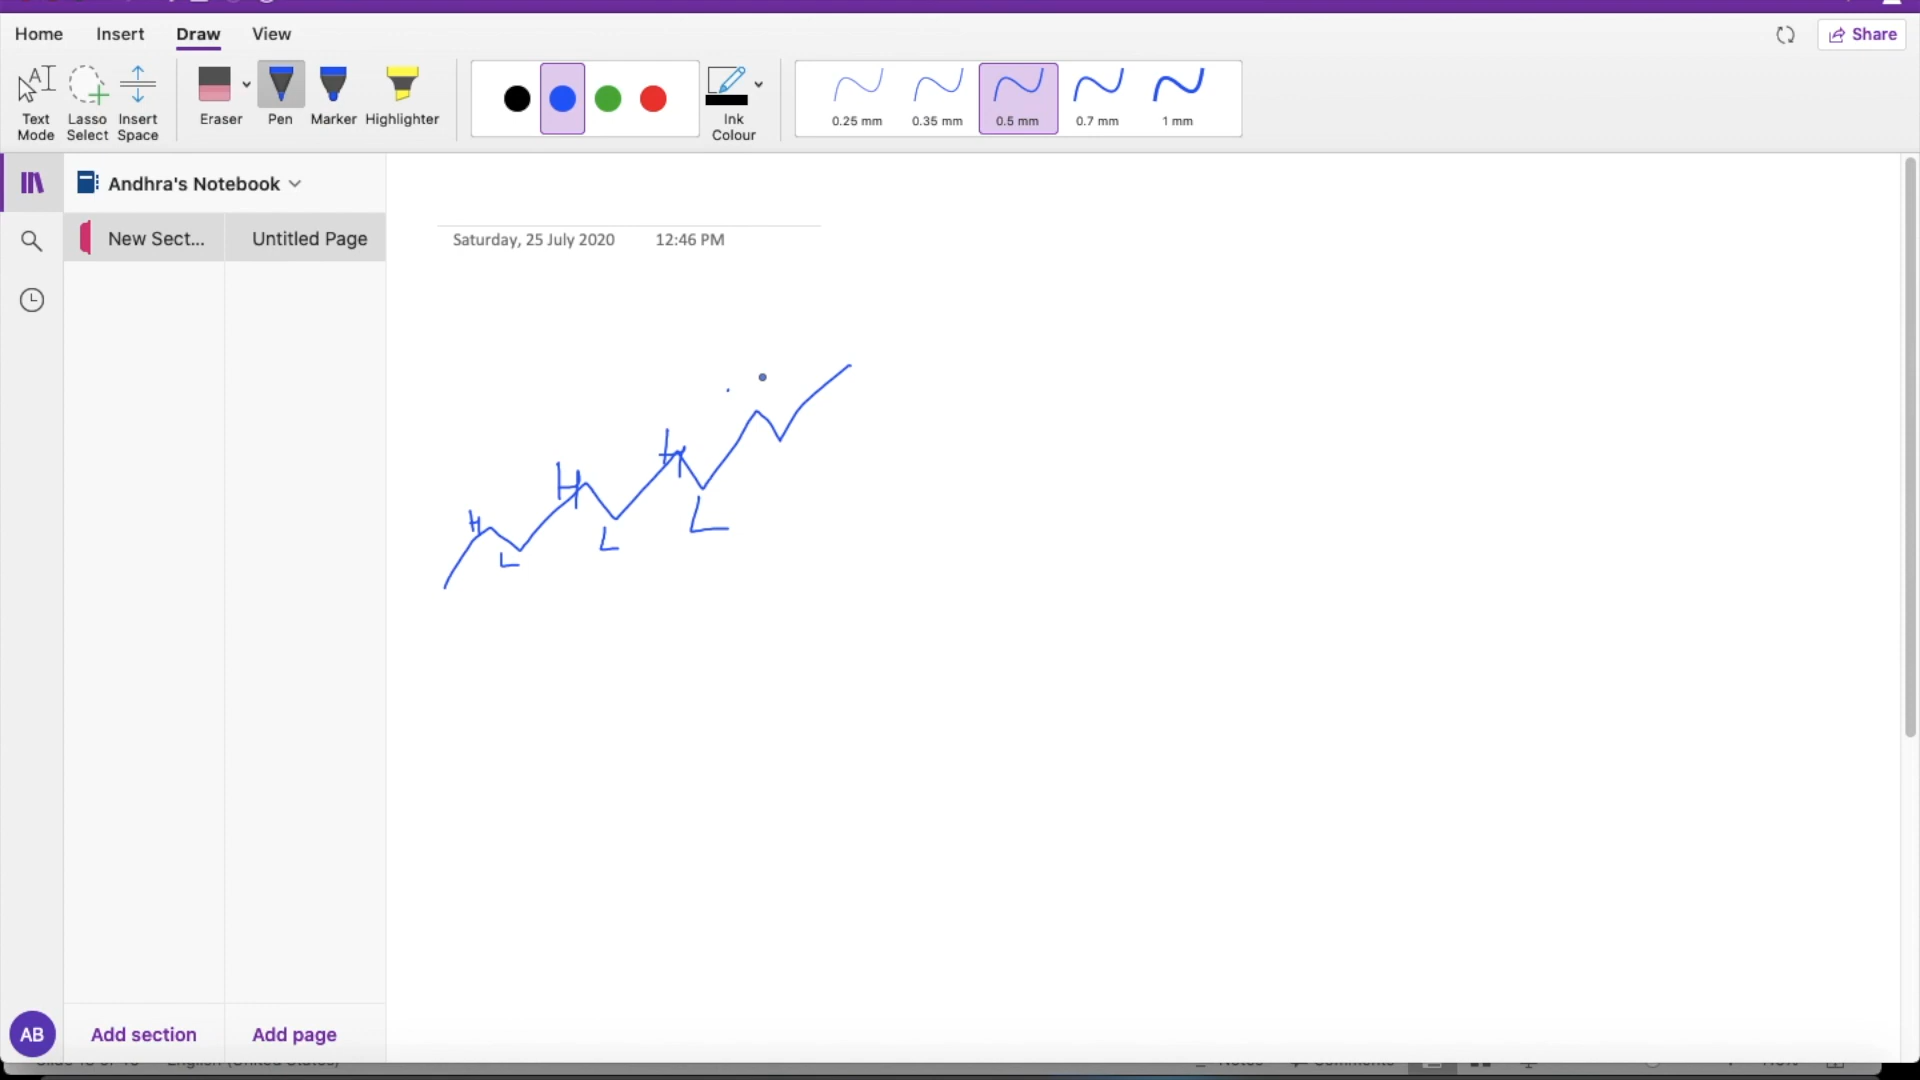 Home Insert Draw View
Share
Text Mode
Lasso Select
Insert Space
Eraser
Pen
Marker
Highlighter
Ink Colour
0.25 mm
0.35 mm
0.5 mm
0.7 mm
1 mm
Andhra's Notebook
New Sect...
Untitled Page
Saturday, 25 July 2020 12:46 PM
H
H
H
L
L
L
AB
Add section
Add page